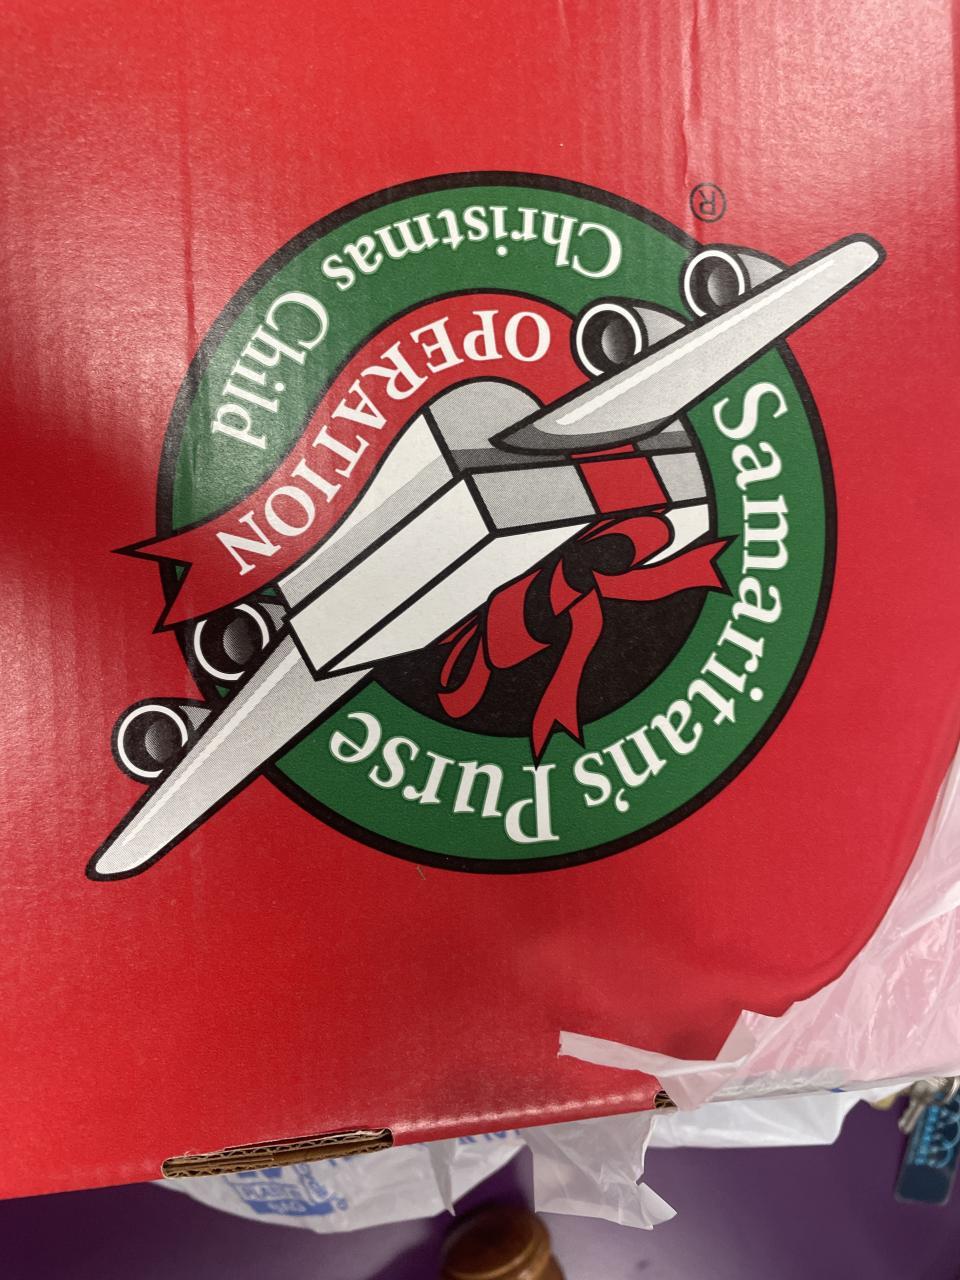 Samaritan's Purse
OPERATION
Christmas Child
®